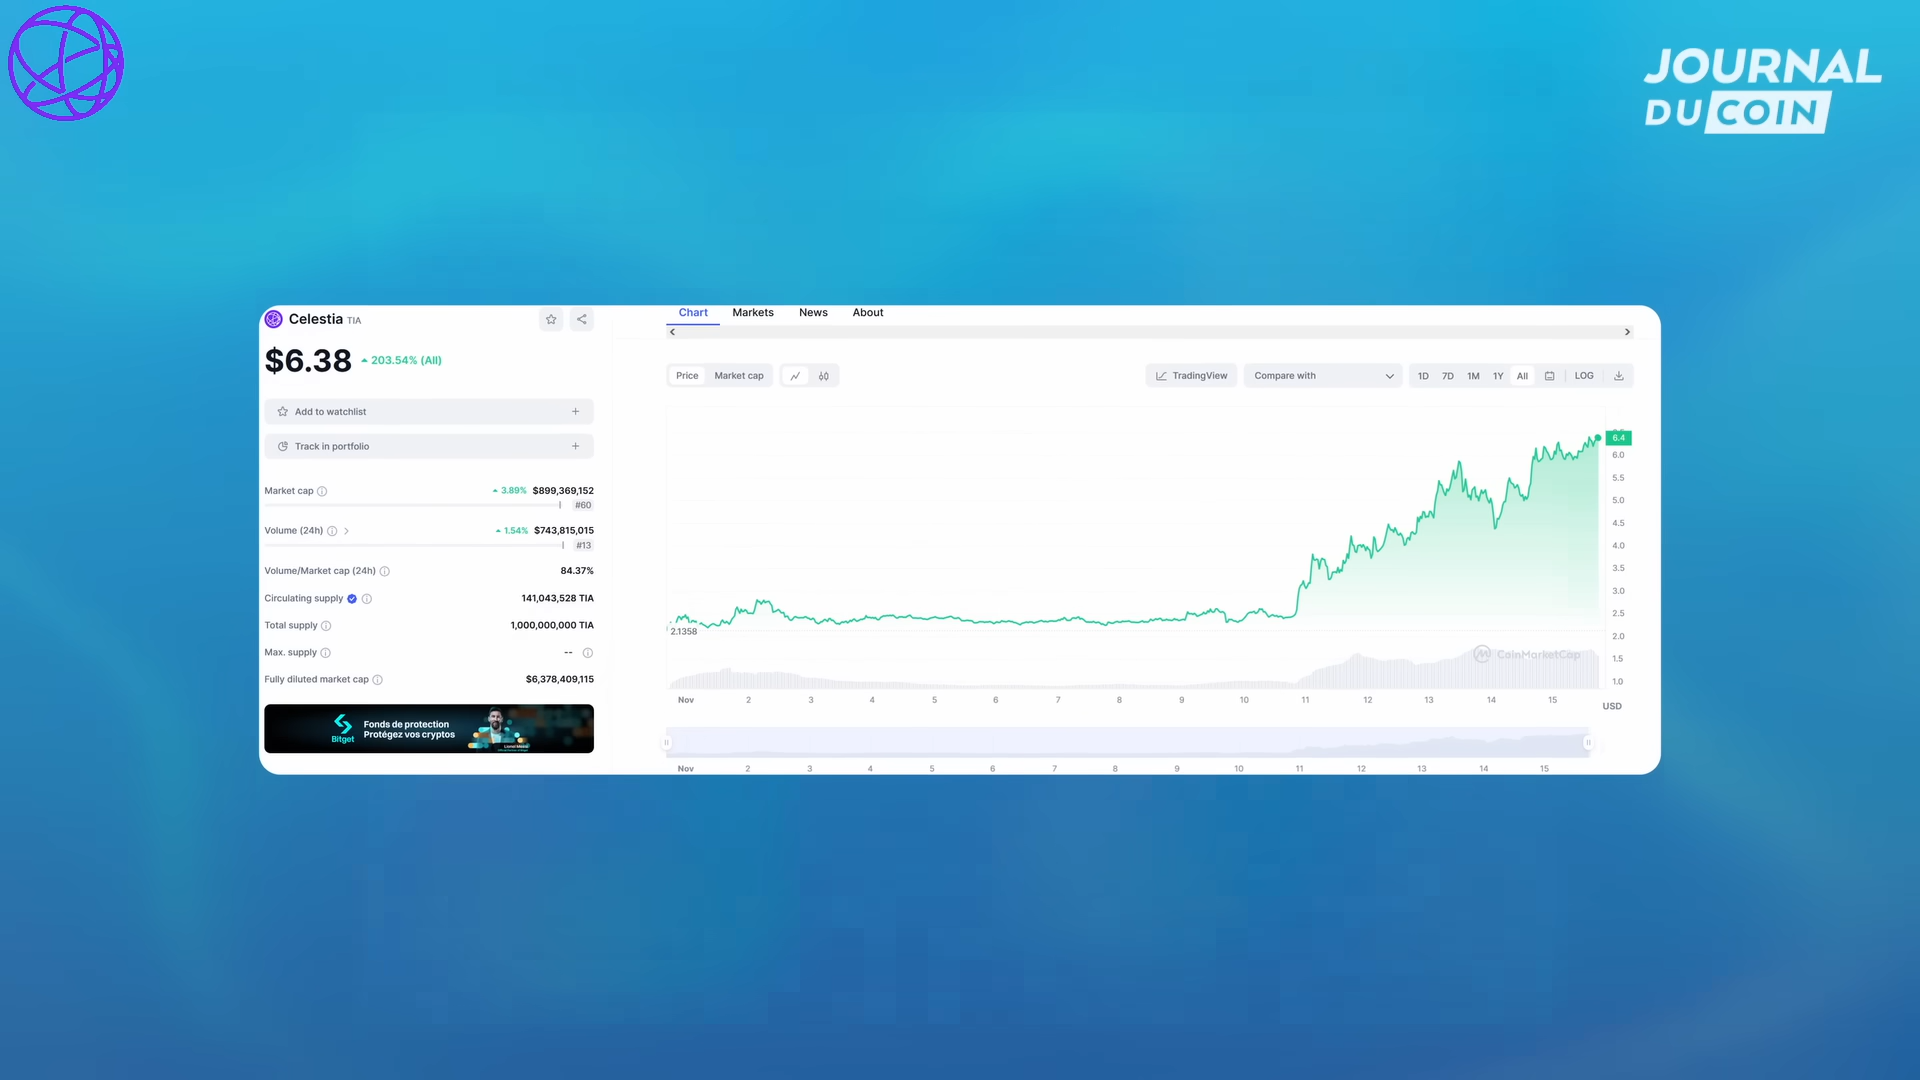 JOURNAL
DU COIN
Celestia TIA
$6.38 203.54% (All)
Add to watchlist
Track in portfolio
Market cap 3.89% $899,369,152
#60
Volume (24h) 1.54% $743,815,015
#13
Volume/Market cap (24h) 84.37%
Circulating supply 141,043,528 TIA
Total supply 1,000,000,000 TIA
Max. supply --
Fully diluted market cap $6,378,409,115
Bitget
Fonds de protection
Protégez vos cryptos
Lionel Messi
Chart Markets News About
Price Market cap
TradingView Compare with 1D 7D 1M 1Y All LOG
6.4
6.0
5.5
5.0
4.5
4.0
3.5
3.0
2.5
2.0
1.5
1.0
2.1358
CoinMarketCap
Nov 2 3 4 5 6 7 8 9 10 11 12 13 14 15
USD
Nov 2 3 4 5 6 7 8 9 10 11 12 13 14 15